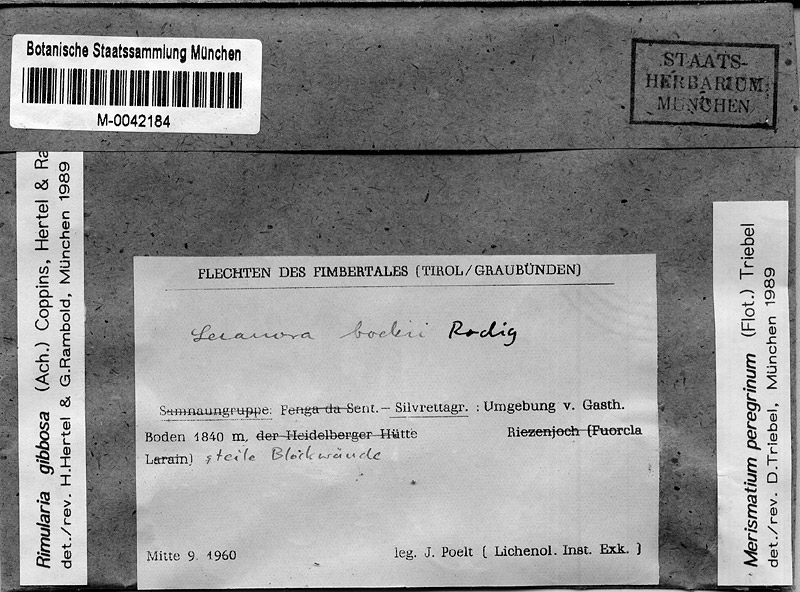 Botanische Staatssammlung München
M-0042184
STAATS-
HERBARIUM
MÜNCHEN
Rimularia gibbosa (Ach.) Coppins, Hertel & Ra
det./rev. H.Hertel & G.Rambold, München 1989
FLECHTEN DES FIMBERTALES (TIROL/GRAUBÜNDEN)
Lecanora bockii Rodig
Samnaungruppe: Fenga da Sent. – Silvrettagr. : Umgebung v. Gasth.
Boden 1840 m, der Heidelberger Hütte Riezenjoch (Fuorcla
Larain) steile Blockwände
Mitte 9. 1960 leg. J. Poelt ( Lichenol. Inst. Exk. )
Merismatium peregrinum (Flot.) Triebel
det./rev. D.Triebel, München 1989